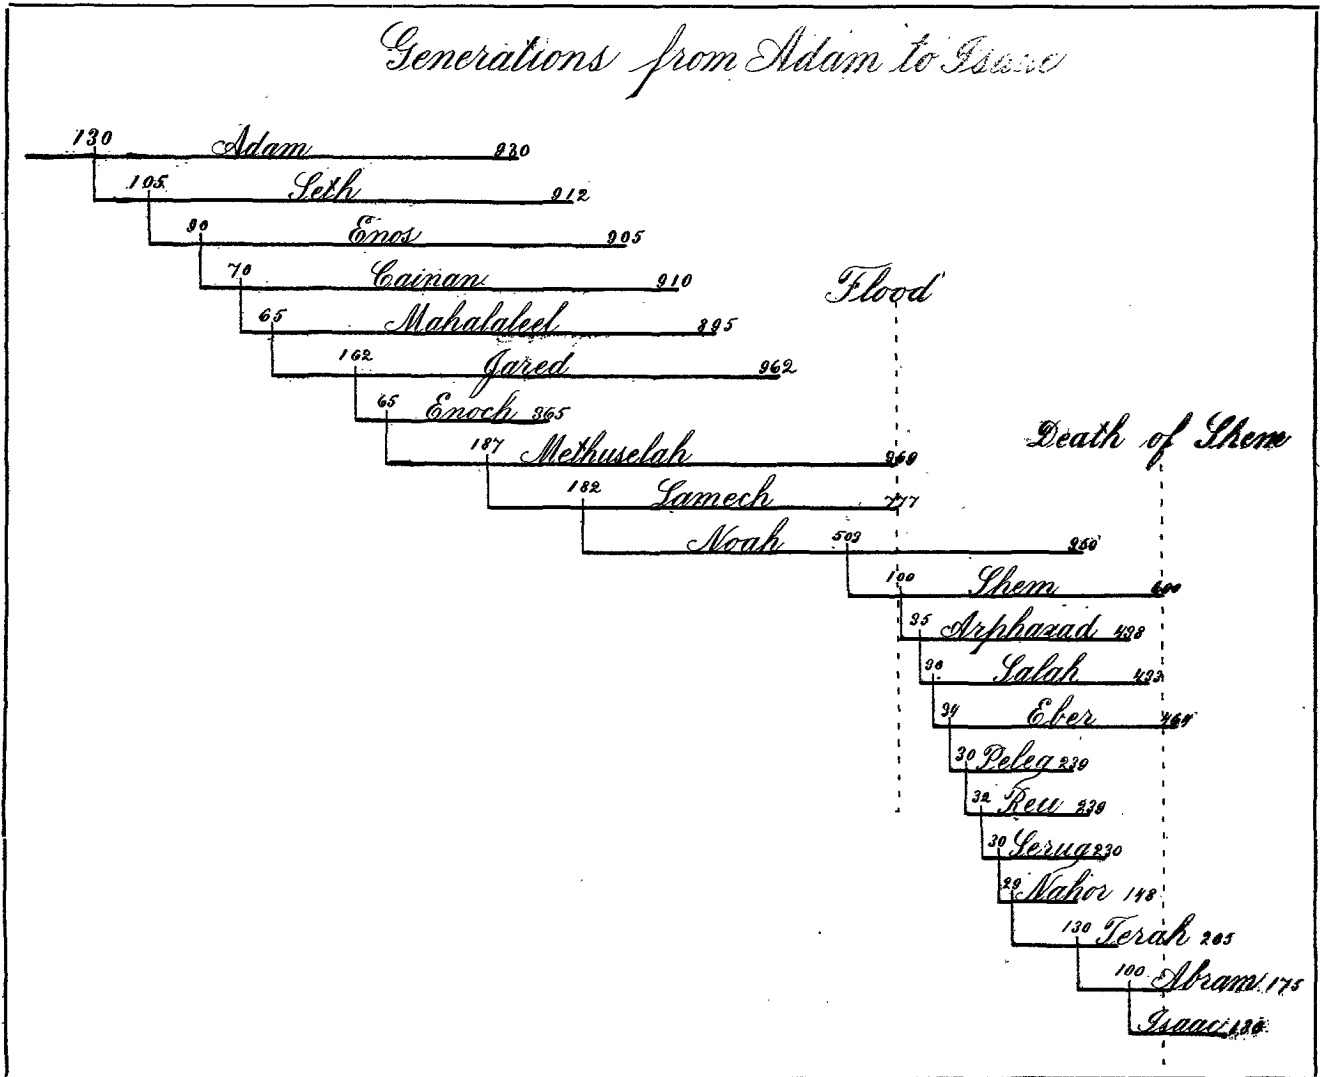 Generations from Adam to Isaac
130 Adam 930
105 Seth 912
90 Enos 905
70 Cainan 910
Flood
65 Mahalaleel 895
162 Jared 962
65 Enoch 365
Death of Shem
187 Methuselah 969
182 Lamech 777
Noah 503 950
100 Shem 600
35 Arphaxad 438
30 Salah 433
34 Eber 464
30 Peleg 239
32 Reu 239
30 Serug 230
29 Nahor 148
130 Terah 205
100 Abram 175
Isaac 180